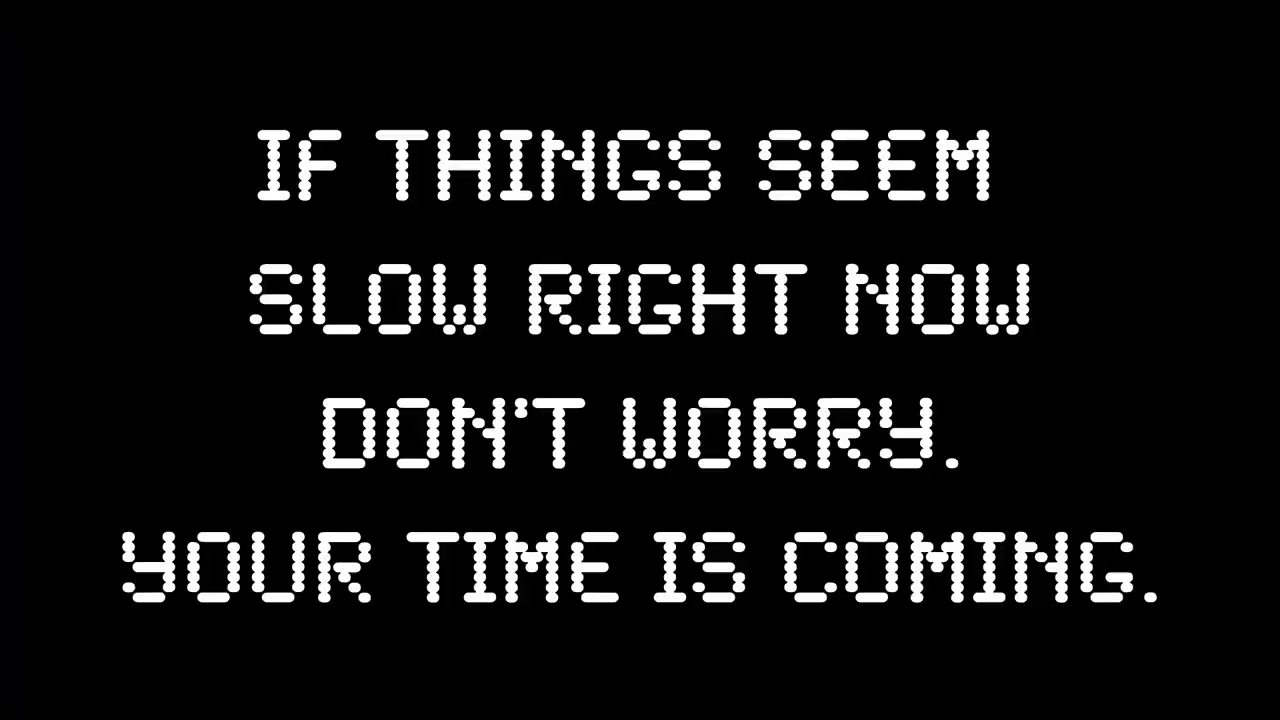 IF THINGS SEEM
SLOW RIGHT NOW
DON'T WORRY.
YOUR TIME IS COMING.